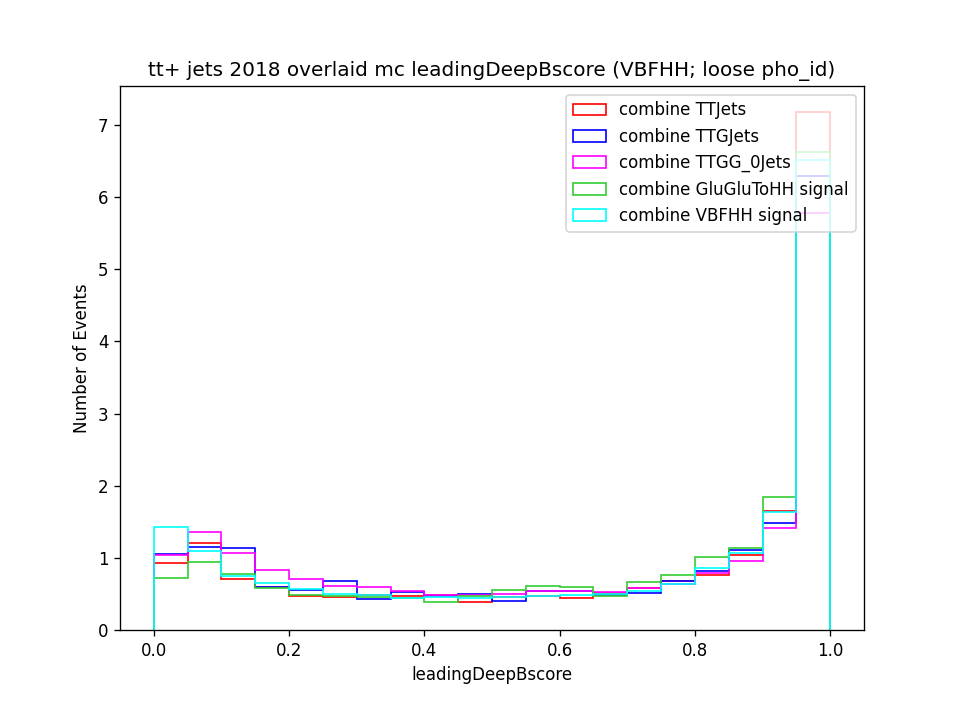 tt+ jets 2018 overlaid mc leadingDeepBscore (VBFHH; loose pho_id)
combine TTJets
combine TTGJets
combine TTGG_0Jets
combine GluGluToHH signal
combine VBFHH signal
Number of Events
7
6
5
4
3
2
1
0
0.0 0.2 0.4 0.6 0.8 1.0
leadingDeepBscore